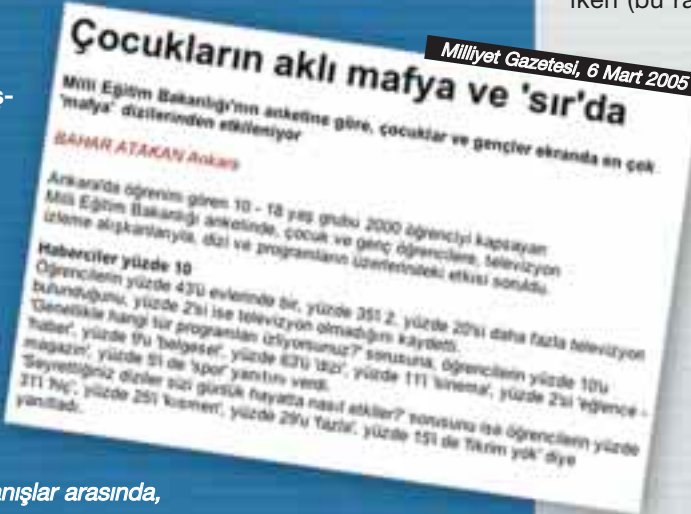 iken (bu ra
Milliyet Gazetesi, 6 Mart 2005
Çocukların aklı mafya ve 'sır'da
Milli Eğitim Bakanlığı'nın anketine göre, çocuklar ve gençler ekranda en çok
'mafya' dizilerinden etkileniyor
BAHAR ATAKAN Ankara
Ankara'da öğrenim gören 10 - 18 yaş grubu 2000 öğrenciyi kapsayan
Milli Eğitim Bakanlığı anketinde, çocuk ve genç öğrencilere, televizyon
izleme alışkanlarıyla, dizi ve programların üzerlerindeki etkisi soruldu.
Haberciler yüzde 10
Öğrencilerin yüzde 43'ü evlerinde bir, yüzde 35'i 2, yüzde 20'si daha fazla televizyon
bulunduğunu, yüzde 2'si ise televizyon olmadığını kaydetti.
'Genellikle hangi tür programları izliyorsunuz?' sorusuna, öğrencilerin yüzde 10'u
'haber', yüzde 9'u 'belgesel', yüzde 63'ü 'dizi', yüzde 11'i 'sinema', yüzde 2'si 'eğlence -
magazin', yüzde 5'i de 'spor' yanıtını verdi.
'Seyrettiğiniz diziler sizi günlük hayatta nasıl etkiler?' sorusunu ise öğrencilerin yüzde
31'i 'hiç', yüzde 25'i 'kısmen', yüzde 29'u 'fazla', yüzde 15'i de 'fikrim yok' diye
yanıtladı.
anışlar arasında,